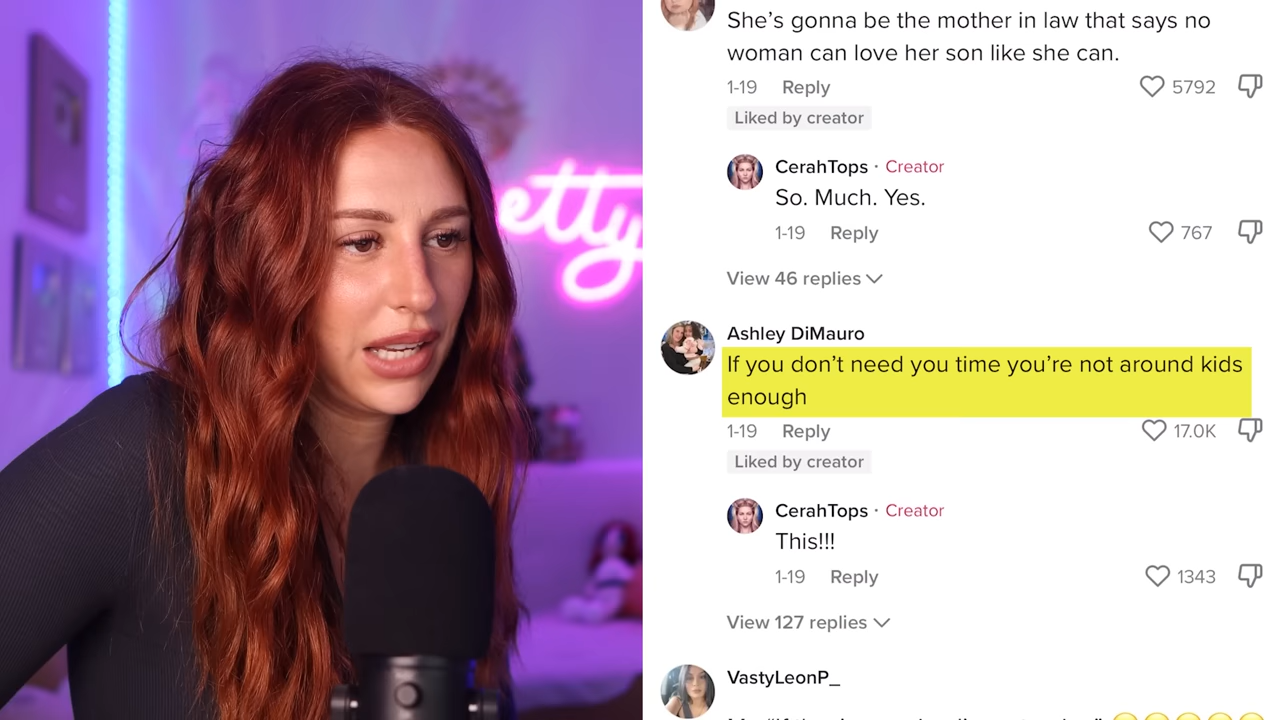 etty
She’s gonna be the mother in law that says no
woman can love her son like she can.
1-19 Reply 5792
Liked by creator
CerahTops · Creator
So. Much. Yes.
1-19 Reply 767
View 46 replies
Ashley DiMauro
If you don’t need you time you’re not around kids
enough
1-19 Reply 17.0K
Liked by creator
CerahTops · Creator
This!!!
1-19 Reply 1343
View 127 replies
VastyLeonP_